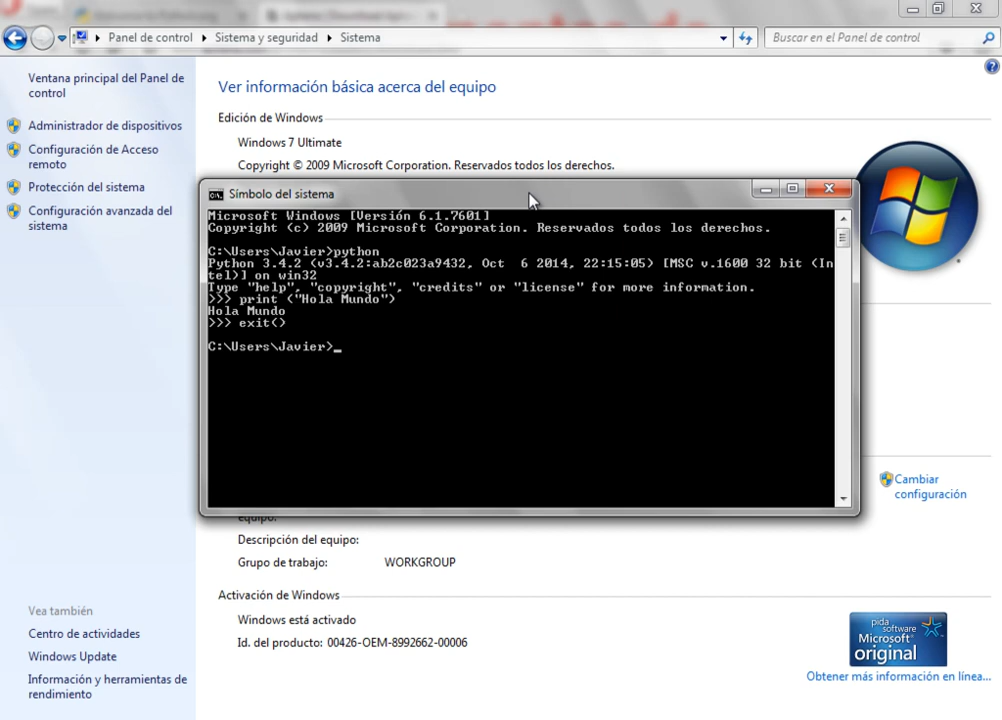 Panel de control ▸ Sistema y seguridad ▸ Sistema
Buscar en el Panel de control
Ventana principal del Panel de
control
Administrador de dispositivos
Configuración de Acceso
remoto
Protección del sistema
Configuración avanzada del
sistema
Vea también
Centro de actividades
Windows Update
Información y herramientas de
rendimiento
Ver información básica acerca del equipo
Edición de Windows
Windows 7 Ultimate
Copyright © 2009 Microsoft Corporation. Reservados todos los derechos.
Símbolo del sistema
Microsoft Windows [Versión 6.1.7601]
Copyright (c) 2009 Microsoft Corporation. Reservados todos los derechos.
C:\Users\Javier>python
Python 3.4.2 (v3.4.2:ab2c023a9432, Oct  6 2014, 22:15:05) [MSC v.1600 32 bit (In
tel)] on win32
Type "help", "copyright", "credits" or "license" for more information.
>>> print ("Hola Mundo")
Hola Mundo
>>> exit()
C:\Users\Javier>_
Cambiar
configuración
equipo:
Descripción del equipo:
Grupo de trabajo: WORKGROUP
Activación de Windows
Windows está activado
Id. del producto: 00426-OEM-8992662-00006
pida
software
Microsoft®
original
Obtener más información en línea...